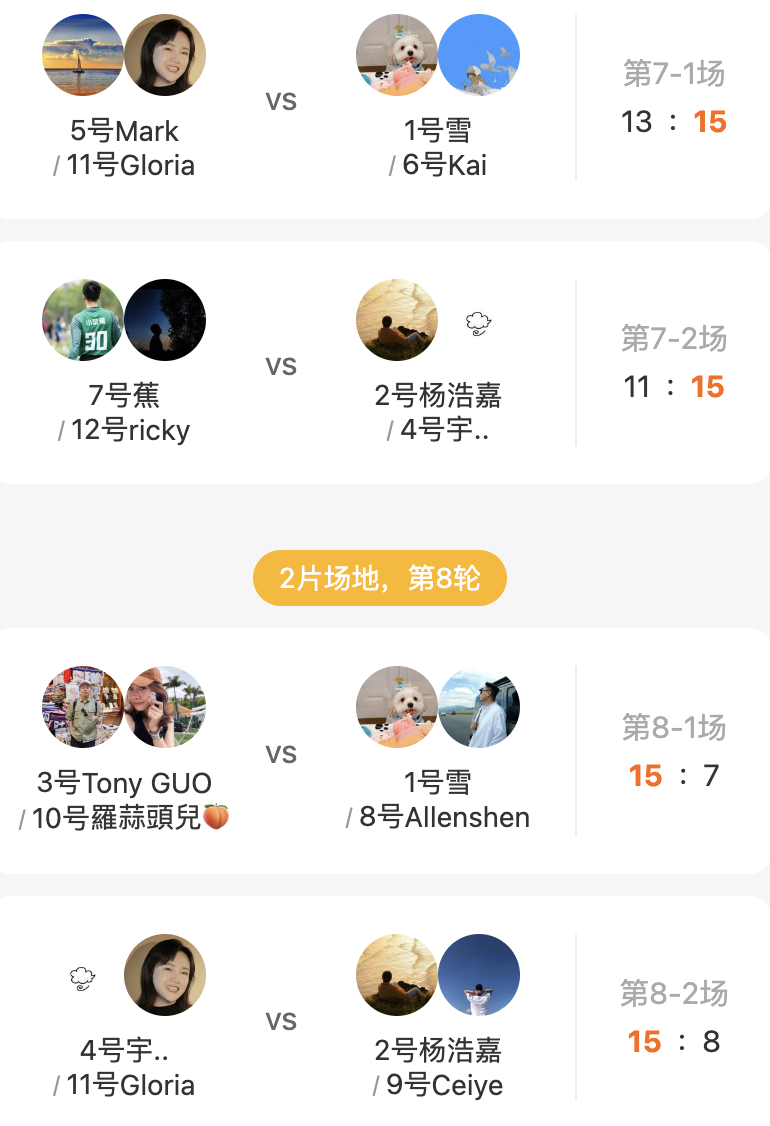 5号Mark
/ 11号Gloria
VS
1号雪
/ 6号Kai
第7-1场
13 : 15
小香蕉
30
7号蕉
/ 12号ricky
VS
2号杨浩嘉
/ 4号宇..
第7-2场
11 : 15
2片场地，第8轮
3号Tony GUO
/ 10号羅蒜頭兒🍑
VS
1号雪
/ 8号Allenshen
第8-1场
15 : 7
4号宇..
/ 11号Gloria
VS
2号杨浩嘉
/ 9号Ceiye
第8-2场
15 : 8